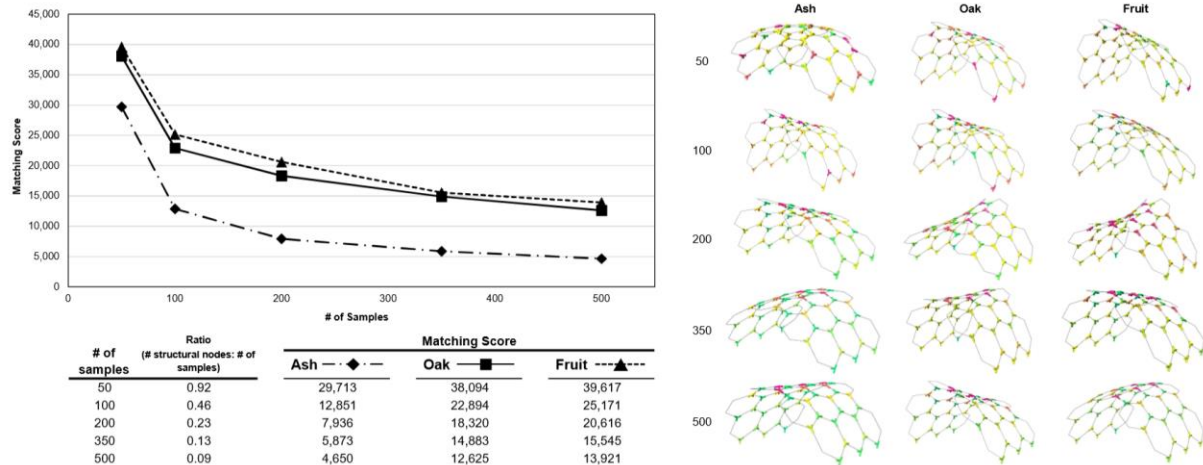 45,000
40,000
35,000
30,000
25,000
20,000
15,000
10,000
5,000
0
Matching Score
0 100 200 300 400 500
# of Samples
# of samples
Ratio
(# structural nodes: # of samples)
Matching Score
Ash Oak Fruit
50 0.92 29,713 38,094 39,617
100 0.46 12,851 22,894 25,171
200 0.23 7,936 18,320 20,616
350 0.13 5,873 14,883 15,545
500 0.09 4,650 12,625 13,921
Ash Oak Fruit
50
100
200
350
500